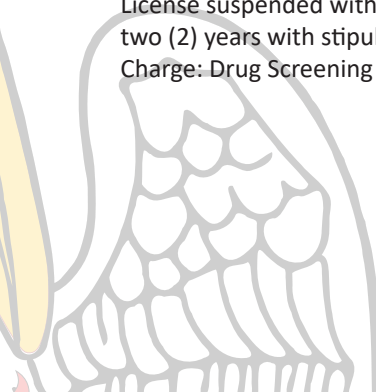 License suspended with
two (2) years with stipul
Charge: Drug Screening